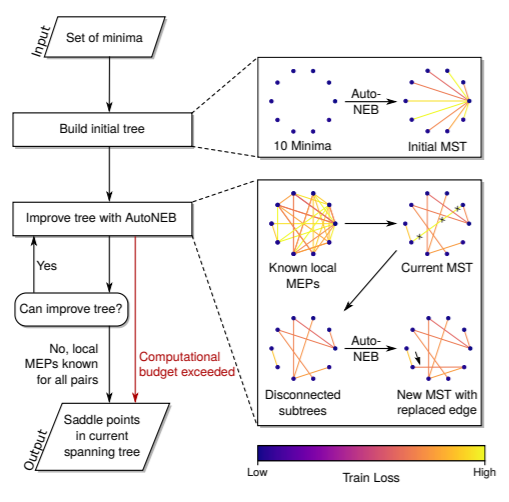 Input
Set of minima
Build initial tree
Auto-
NEB
10 Minima
Initial MST
Improve tree with AutoNEB
Known local
MEPs
Current MST
Yes
Can improve tree?
No, local
MEPs known
for all pairs
Computational
budget exceeded
Auto-
NEB
Disconnected
subtrees
New MST with
replaced edge
Output
Saddle points
in current
spanning tree
Low
Train Loss
High